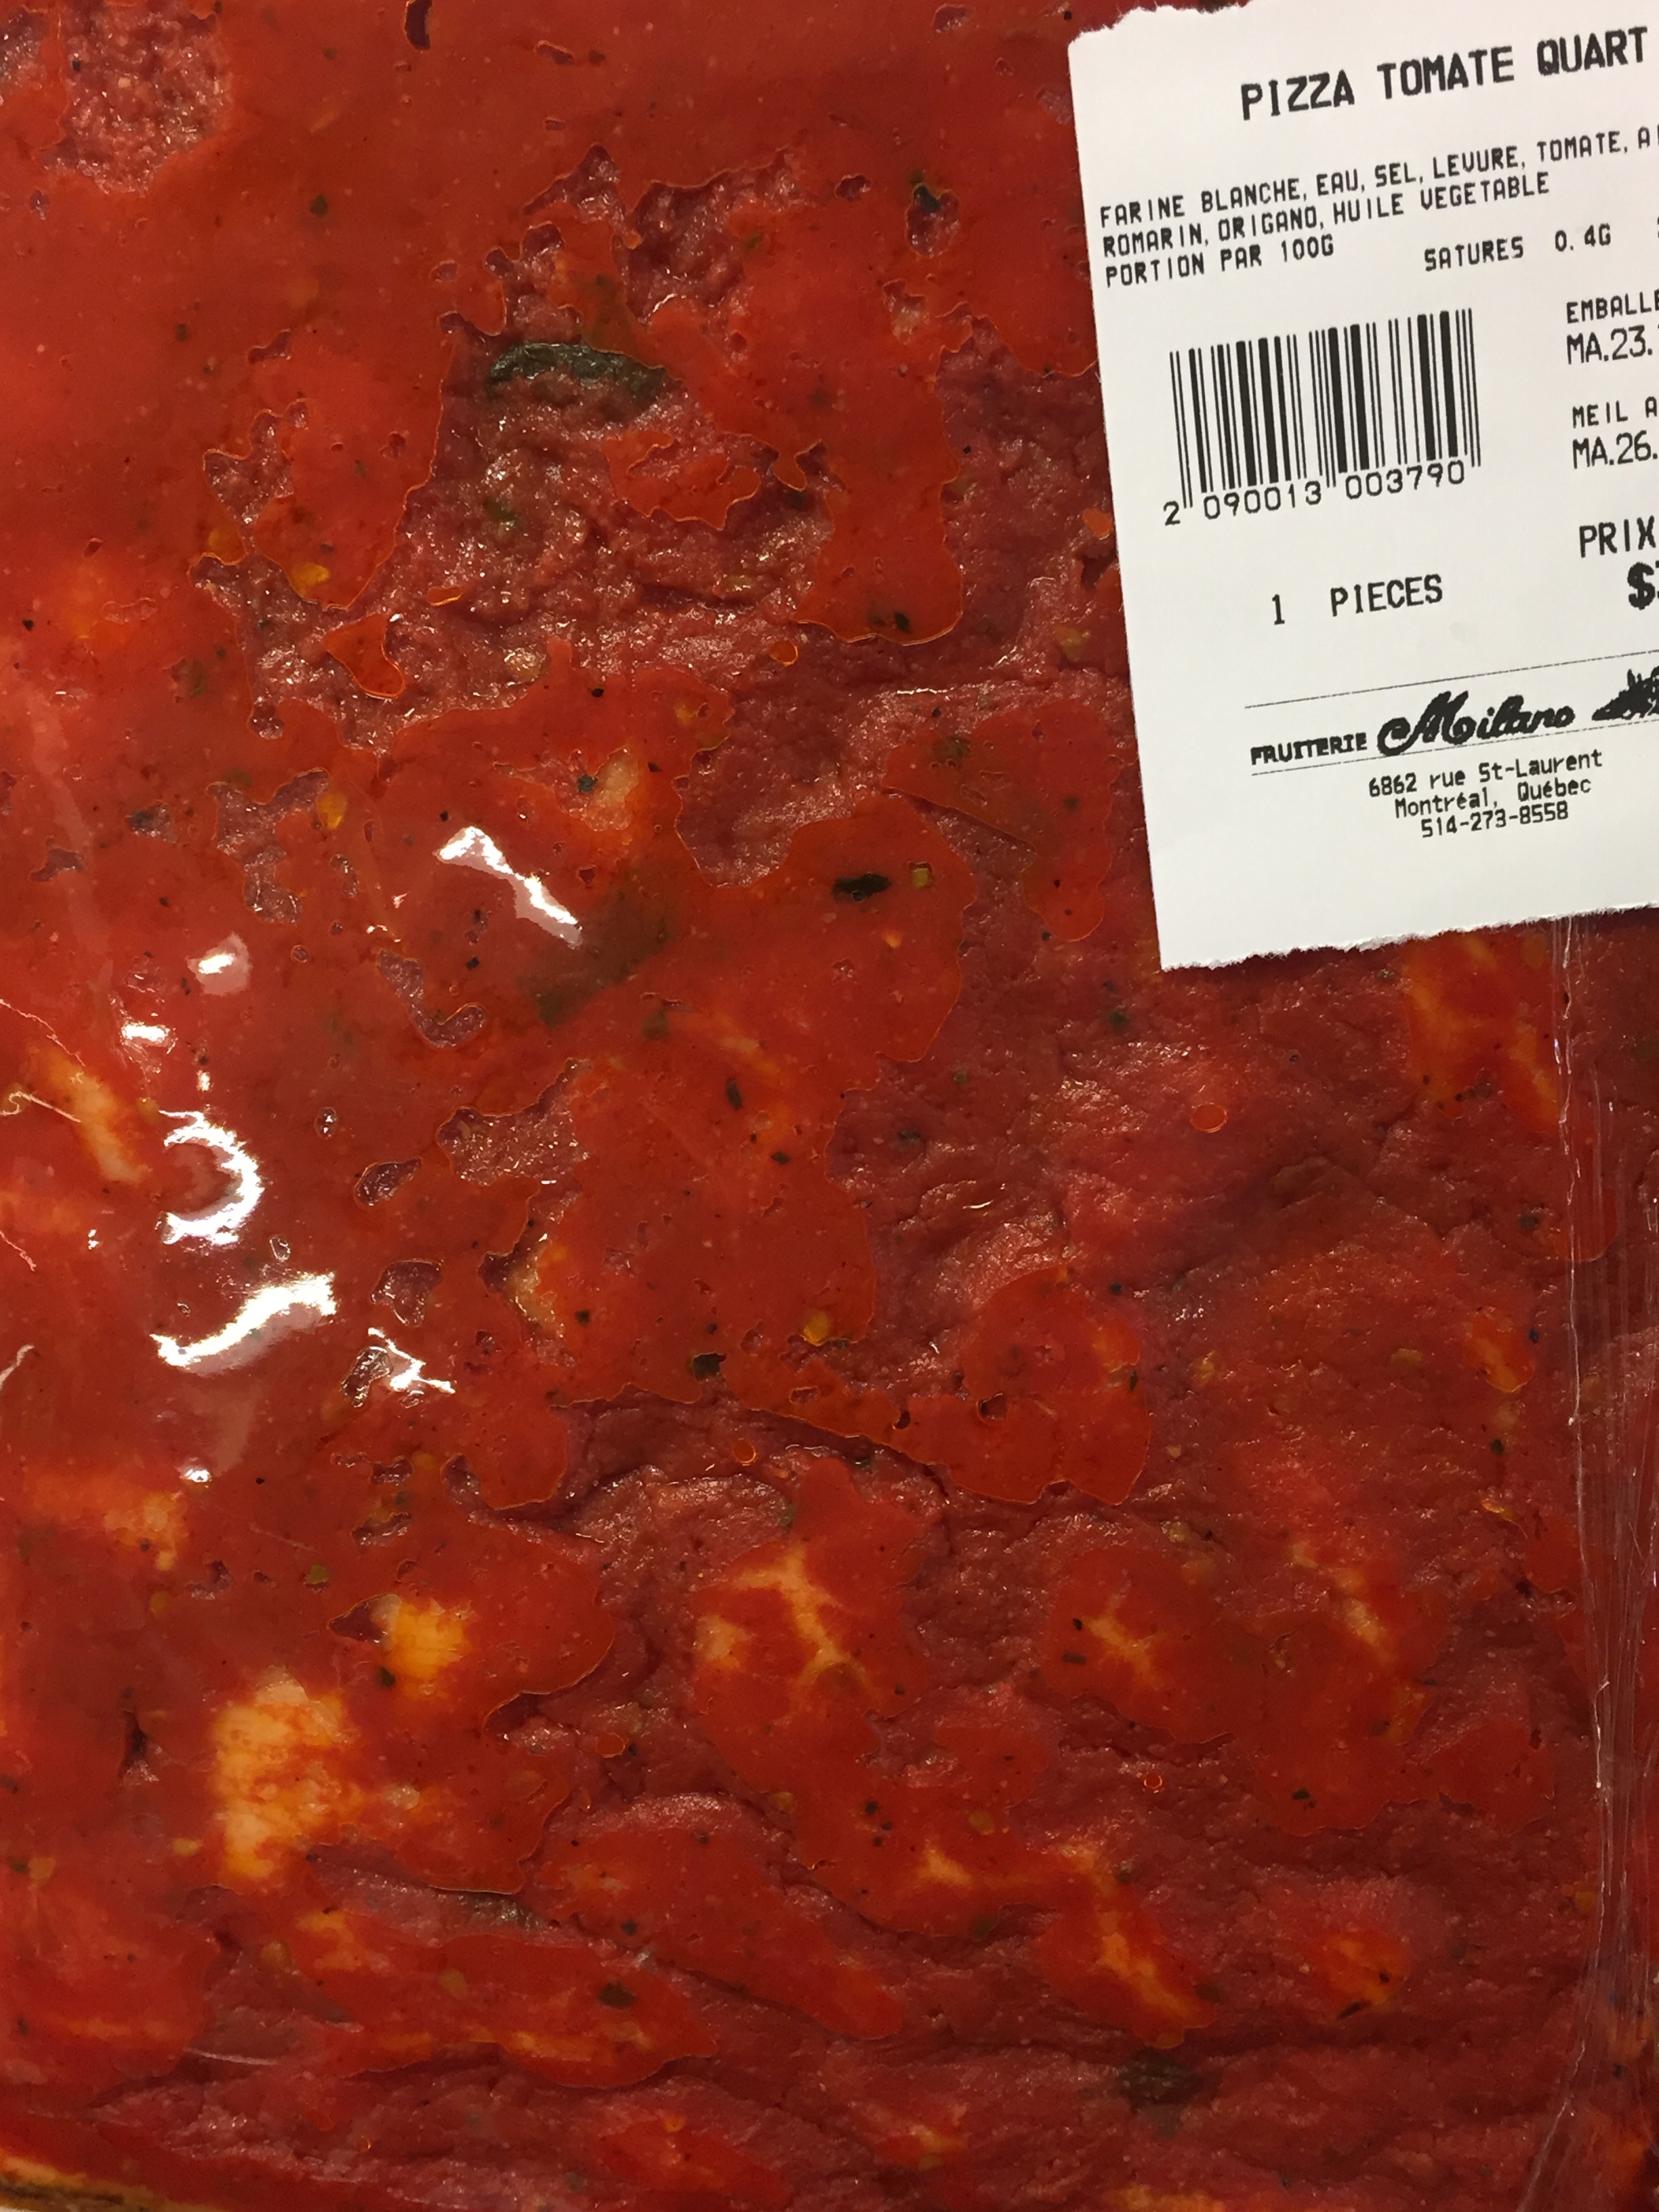 PIZZA TOMATE QUART
FARINE BLANCHE, EAU, SEL, LEVURE, TOMATE, A
ROMARIN, ORIGANO, HUILE VEGETABLE
PORTION PAR 100G SATURES 0.4G
EMBALLE
MA.23.
MEIL A
MA.26.
2 090013 003790
PRIX
1 PIECES $
FRUITERIE Milano
6862 rue St-Laurent
Montréal, Québec
514-273-8558